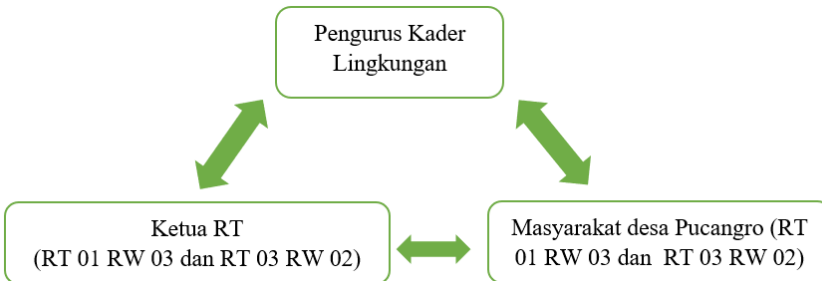 Pengurus Kader
Lingkungan
Ketua RT
(RT 01 RW 03 dan RT 03 RW 02)
Masyarakat desa Pucangro (RT
01 RW 03 dan  RT 03 RW 02)